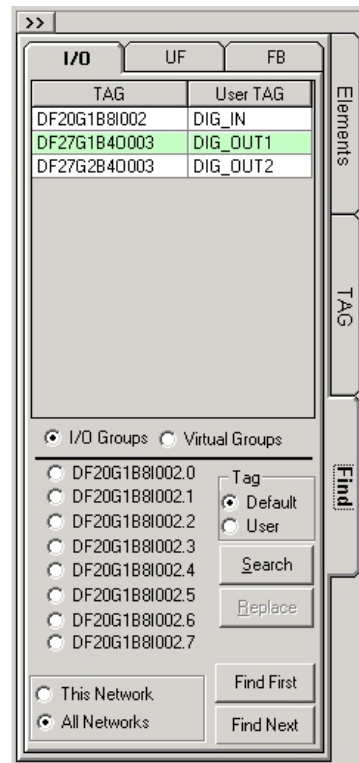 >>
I/O UF FB
TAG User TAG
DF20G1B8I002 DIG_IN
DF27G1B4O003 DIG_OUT1
DF27G2B4O003 DIG_OUT2
I/O Groups Virtual Groups
DF20G1B8I002.0
DF20G1B8I002.1
DF20G1B8I002.2
DF20G1B8I002.3
DF20G1B8I002.4
DF20G1B8I002.5
DF20G1B8I002.6
DF20G1B8I002.7
Tag
Default
User
Search
Replace
This Network
All Networks
Find First
Find Next
Elements
TAG
Find